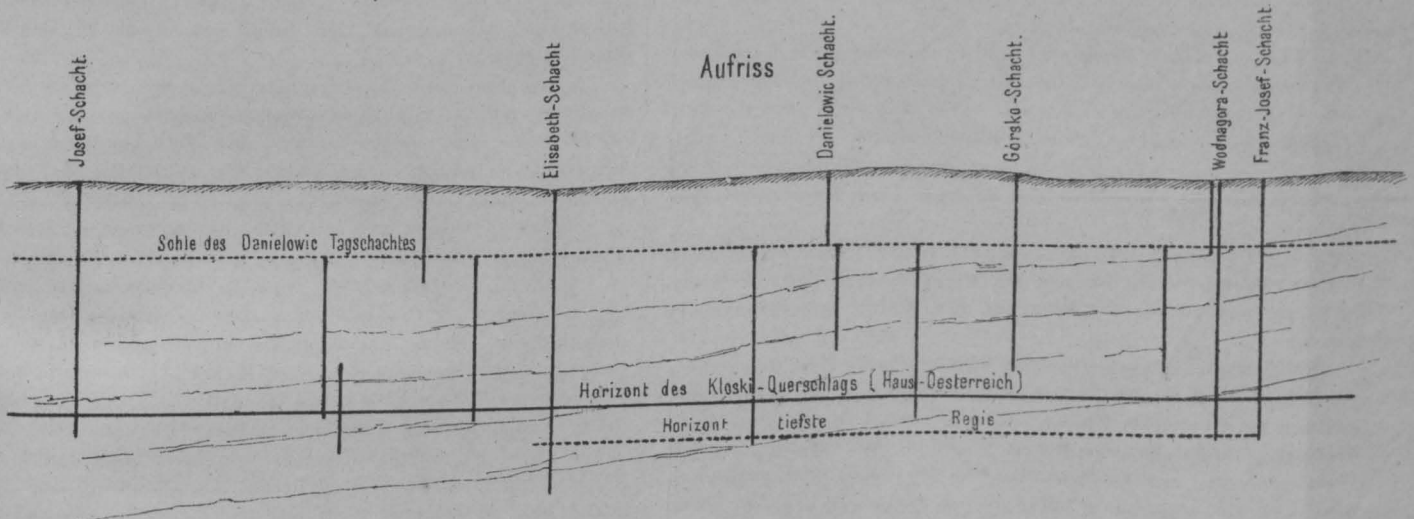 Aufriss
Josef-Schacht.
Elisabeth-Schacht
Danielowic Schacht.
Górsko-Schacht.
Wodnagora-Schacht
Franz-Josef-Schacht.
Sohle des Danielowic Tagschachtes
Horizont des Kloski-Querschlags (Haus-Oesterreich)
Horizont tiefste Regis